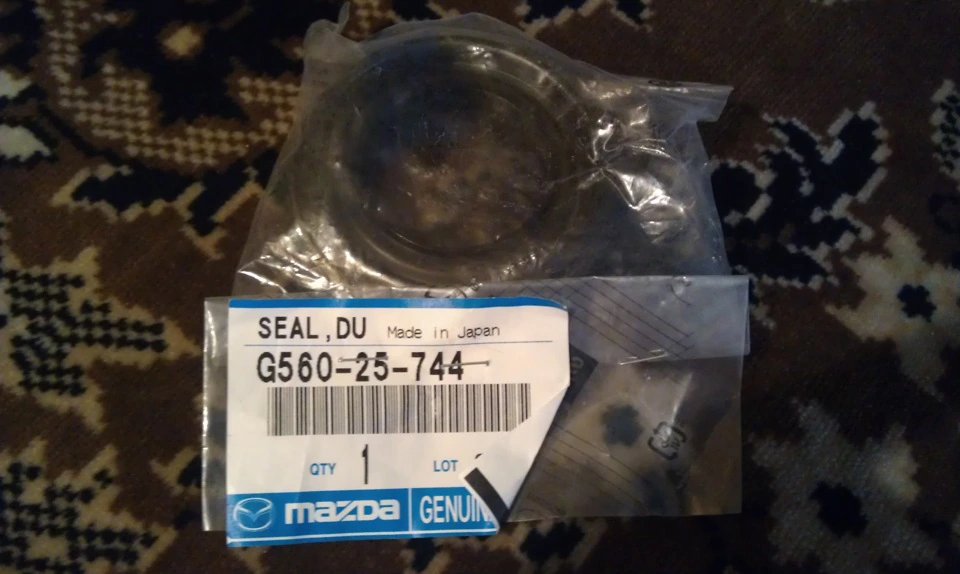 SEAL,DU Made in Japan
G560-25-744
QTY 1 LOT
mazda GENUIN